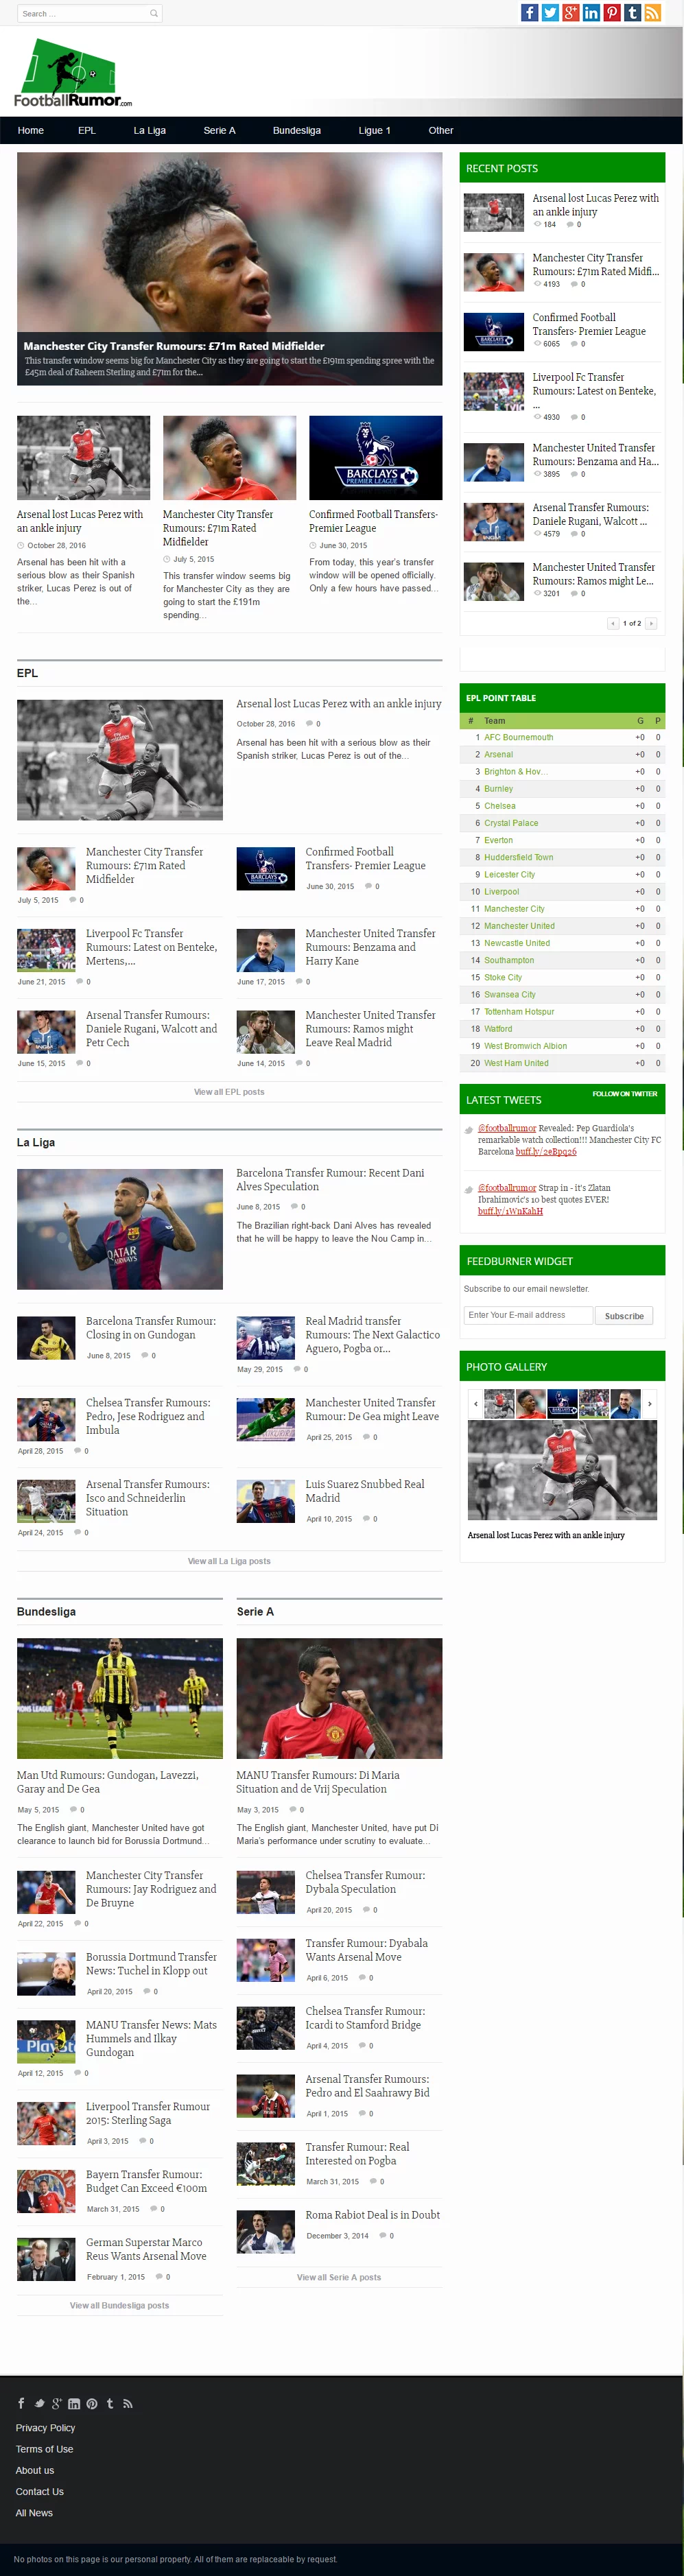 Search ...
FootballRumor.com
Home EPL La Liga Serie A Bundesliga Ligue 1 Other
Manchester City Transfer Rumours: £71m Rated Midfielder
This transfer window seems big for Manchester City as they are going to start the £191m spending spree with the
£45m deal of Raheem Sterling and £71m for the...
BARCLAYS
PREMIER LEAGUE
Arsenal lost Lucas Perez with
an ankle injury
October 28, 2016
Arsenal has been hit with a
serious blow as their Spanish
striker, Lucas Perez is out of
the...
Manchester City Transfer
Rumours: £71m Rated
Midfielder
July 5, 2015
This transfer window seems big
for Manchester City as they are
going to start the £191m
spending...
Confirmed Football Transfers-
Premier League
June 30, 2015
From today, this year's transfer
window will be opened officially.
Only a few hours have passed...
EPL
Arsenal lost Lucas Perez with an ankle injury
October 28, 2016 0
Arsenal has been hit with a serious blow as their
Spanish striker, Lucas Perez is out of the...
Manchester City Transfer
Rumours: £71m Rated
Midfielder
July 5, 2015 0
Confirmed Football
Transfers- Premier League
June 30, 2015 0
Liverpool Fc Transfer
Rumours: Latest on Benteke,
Mertens,...
June 21, 2015 0
Manchester United Transfer
Rumours: Benzama and
Harry Kane
June 17, 2015 0
Arsenal Transfer Rumours:
Daniele Rugani, Walcott and
Petr Cech
June 15, 2015 0
Manchester United Transfer
Rumours: Ramos might
Leave Real Madrid
June 14, 2015 0
View all EPL posts
La Liga
QATAR
AIRWAYS
Barcelona Transfer Rumour: Recent Dani
Alves Speculation
June 8, 2015 0
The Brazilian right-back Dani Alves has revealed
that he will be happy to leave the Nou Camp in...
Barcelona Transfer Rumour:
Closing in on Gundogan
June 8, 2015 0
Real Madrid transfer
Rumours: The Next Galactico
Aguero, Pogba or...
May 29, 2015 0
Chelsea Transfer Rumours:
Pedro, Jese Rodriguez and
Imbula
April 28, 2015 0
Manchester United Transfer
Rumour: De Gea might Leave
April 25, 2015 0
Arsenal Transfer Rumours:
Isco and Schneiderlin
Situation
April 24, 2015 0
Luis Suarez Snubbed Real
Madrid
April 10, 2015 0
View all La Liga posts
Bundesliga
Man Utd Rumours: Gundogan, Lavezzi,
Garay and De Gea
May 5, 2015 0
The English giant, Manchester United have got
clearance to launch bid for Borussia Dortmund...
Manchester City Transfer
Rumours: Jay Rodriguez and
De Bruyne
April 22, 2015 0
Borussia Dortmund Transfer
News: Tuchel in Klopp out
April 20, 2015 0
MANU Transfer News: Mats
Hummels and Ilkay
Gundogan
April 12, 2015 0
Liverpool Transfer Rumour
2015: Sterling Saga
April 3, 2015 0
Bayern Transfer Rumour:
Budget Can Exceed €100m
March 31, 2015 0
German Superstar Marco
Reus Wants Arsenal Move
February 1, 2015 0
View all Bundesliga posts
Serie A
MANU Transfer Rumours: Di Maria
Situation and de Vrij Speculation
May 3, 2015 0
The English giant, Manchester United, have put Di
Maria's performance under scrutiny to evaluate...
Chelsea Transfer Rumour:
Dybala Speculation
April 20, 2015 0
Transfer Rumour: Dyabala
Wants Arsenal Move
April 6, 2015 0
Chelsea Transfer Rumour:
Icardi to Stamford Bridge
April 4, 2015 0
Arsenal Transfer Rumours:
Pedro and El Saahrawy Bid
April 1, 2015 0
Transfer Rumour: Real
Interested on Pogba
March 31, 2015 0
Roma Rabiot Deal is in Doubt
December 3, 2014 0
View all Serie A posts
RECENT POSTS
Arsenal lost Lucas Perez with
an ankle injury
184 0
Manchester City Transfer
Rumours: £71m Rated Midfi...
4193 0
Confirmed Football
Transfers- Premier League
6065 0
Liverpool Fc Transfer
Rumours: Latest on Benteke,
...
4930 0
Manchester United Transfer
Rumours: Benzama and Ha...
3895 0
Arsenal Transfer Rumours:
Daniele Rugani, Walcott ...
4579 0
Manchester United Transfer
Rumours: Ramos might Le...
3201 0
1 of 2
EPL POINT TABLE
# Team G P
1 AFC Bournemouth +0 0
2 Arsenal +0 0
3 Brighton & Hov... +0 0
4 Burnley +0 0
5 Chelsea +0 0
6 Crystal Palace +0 0
7 Everton +0 0
8 Huddersfield Town +0 0
9 Leicester City +0 0
10 Liverpool +0 0
11 Manchester City +0 0
12 Manchester United +0 0
13 Newcastle United +0 0
14 Southampton +0 0
15 Stoke City +0 0
16 Swansea City +0 0
17 Tottenham Hotspur +0 0
18 Watford +0 0
19 West Bromwich Albion +0 0
20 West Ham United +0 0
LATEST TWEETS FOLLOW ON TWITTER
@footballrumor Revealed: Pep Guardiola's
remarkable watch collection!!! Manchester City FC
Barcelona buff.ly/2eBpq26
@footballrumor Strap in - it's Zlatan
Ibrahimovic's 10 best quotes EVER!
buff.ly/1WnKahH
FEEDBURNER WIDGET
Subscribe to our email newsletter.
Enter Your E-mail address Subscribe
PHOTO GALLERY
Arsenal lost Lucas Perez with an ankle injury
Privacy Policy
Terms of Use
About us
Contact Us
All News
No photos on this page is our personal property. All of them are replaceable by request.